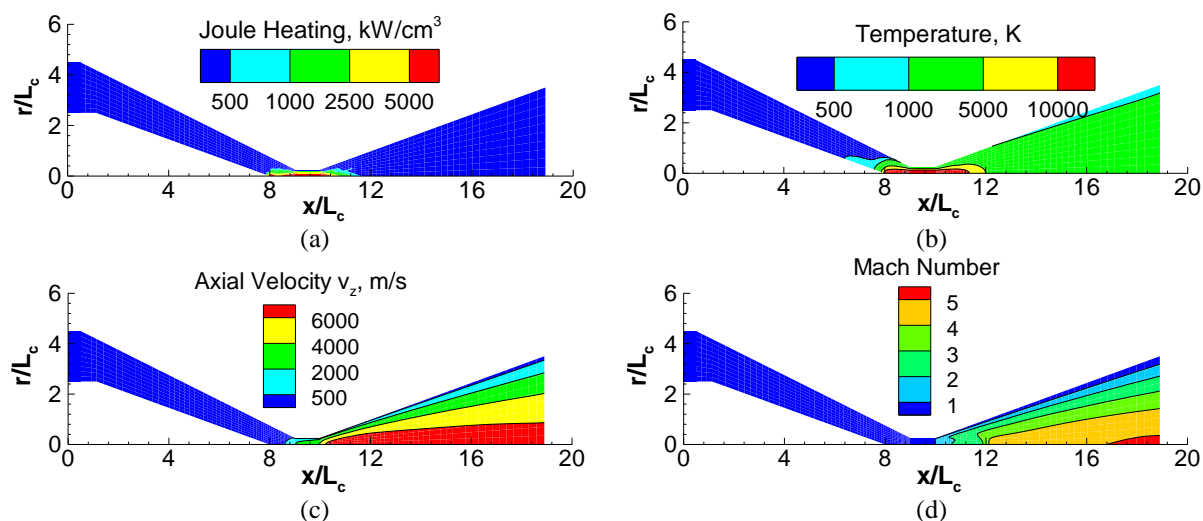 Joule Heating, kW/cm³
500 1000 2500 5000
r/L_c
6
4
2
0
0 4 8 12 16 20
x/L_c
(a)
Temperature, K
500 1000 5000 10000
r/L_c
6
4
2
0
0 4 8 12 16 20
x/L_c
(b)
Axial Velocity v_z, m/s
6000
4000
2000
500
r/L_c
6
4
2
0
0 4 8 12 16 20
x/L_c
(c)
Mach Number
5
4
3
2
1
r/L_c
6
4
2
0
0 4 8 12 16 20
x/L_c
(d)